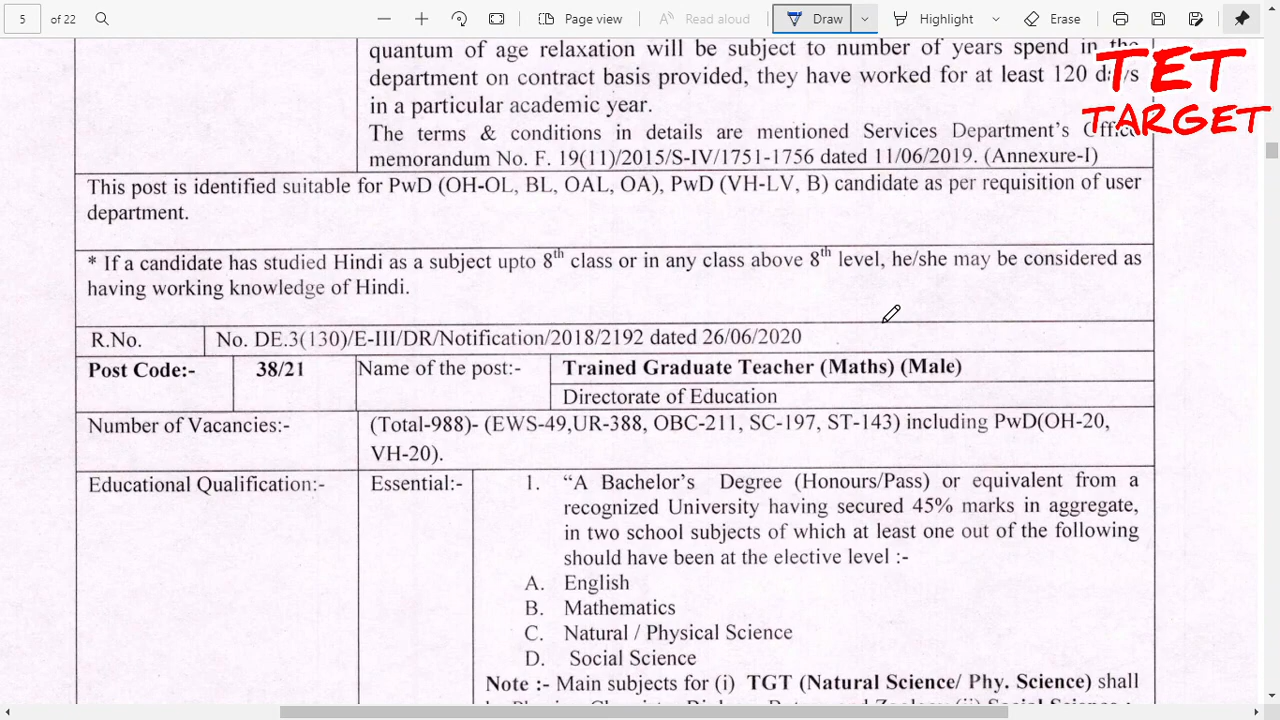 5 of 22 Page view Read aloud Draw Highlight Erase
TET
TARGET
quantum of age relaxation will be subject to number of years spend in the
department on contract basis provided, they have worked for at least 120 days
in a particular academic year.
The terms & conditions in details are mentioned Services Department's Office
memorandum No. F. 19(11)/2015/S-IV/1751-1756 dated 11/06/2019. (Annexure-I)
This post is identified suitable for PwD (OH-OL, BL, OAL, OA), PwD (VH-LV, B) candidate as per requisition of user
department.
* If a candidate has studied Hindi as a subject upto 8th class or in any class above 8th level, he/she may be considered as
having working knowledge of Hindi.
R.No. No. DE.3(130)/E-III/DR/Notification/2018/2192 dated 26/06/2020
Post Code:- 38/21 Name of the post:- Trained Graduate Teacher (Maths) (Male)
Directorate of Education
Number of Vacancies:- (Total-988)- (EWS-49,UR-388, OBC-211, SC-197, ST-143) including PwD(OH-20,
VH-20).
Educational Qualification:- Essential:- 1. “A Bachelor's Degree (Honours/Pass) or equivalent from a
recognized University having secured 45% marks in aggregate,
in two school subjects of which at least one out of the following
should have been at the elective level :-
A. English
B. Mathematics
C. Natural / Physical Science
D. Social Science
Note :- Main subjects for (i) TGT (Natural Science/ Phy. Science) shall